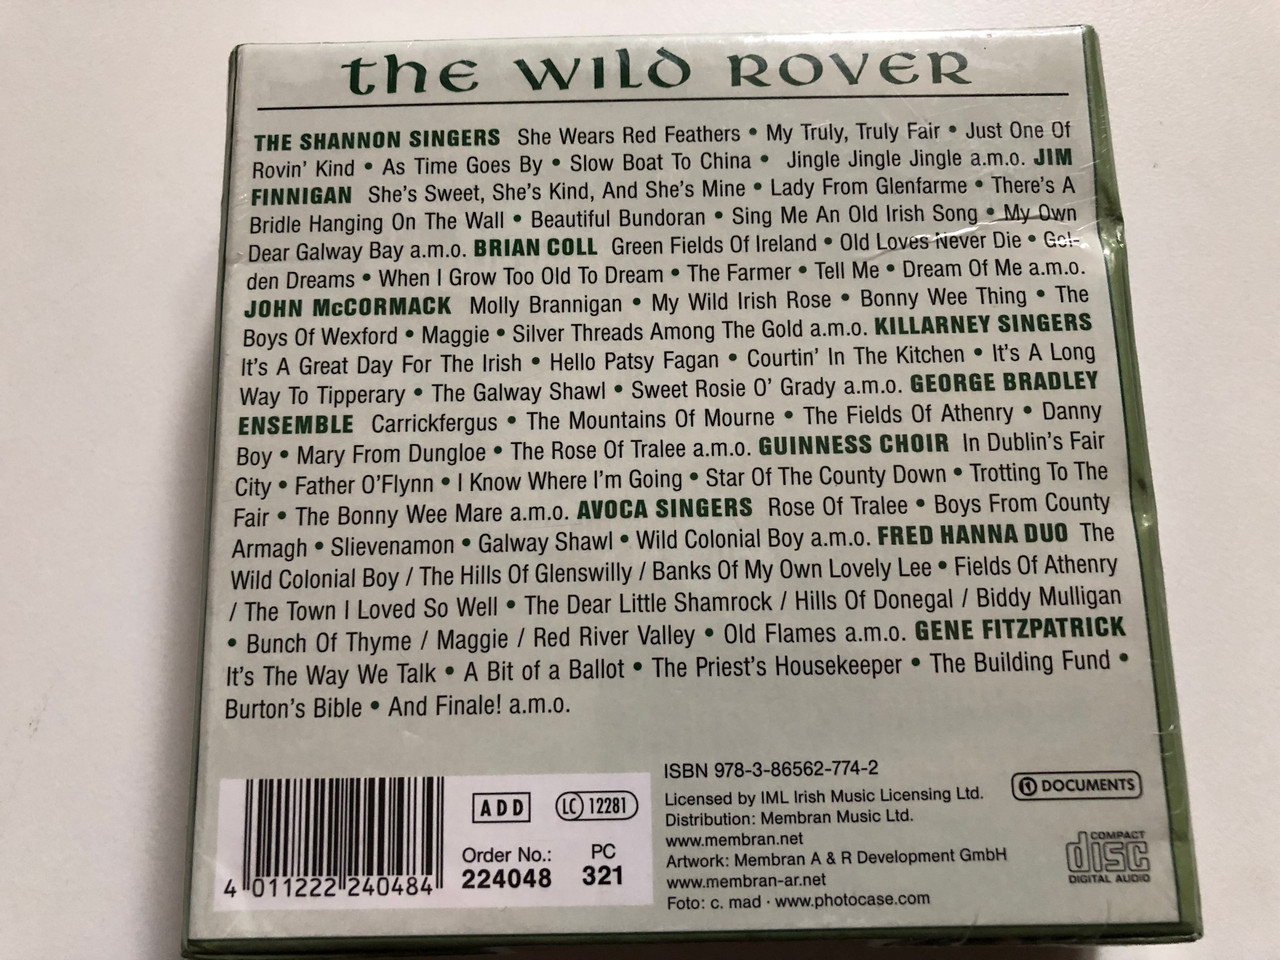 the WILD ROVER
THE SHANNON SINGERS She Wears Red Feathers • My Truly, Truly Fair • Just One Of
Rovin' Kind • As Time Goes By • Slow Boat To China • Jingle Jingle Jingle a.m.o. JIM
FINNIGAN She's Sweet, She's Kind, And She's Mine • Lady From Glenfarme • There's A
Bridle Hanging On The Wall • Beautiful Bundoran • Sing Me An Old Irish Song • My Own
Dear Galway Bay a.m.o. BRIAN COLL Green Fields Of Ireland • Old Loves Never Die • Gol-
den Dreams • When I Grow Too Old To Dream • The Farmer • Tell Me • Dream Of Me a.m.o.
JOHN McCORMACK Molly Brannigan • My Wild Irish Rose • Bonny Wee Thing • The
Boys Of Wexford • Maggie • Silver Threads Among The Gold a.m.o. KILLARNEY SINGERS
It's A Great Day For The Irish • Hello Patsy Fagan • Courtin' In The Kitchen • It's A Long
Way To Tipperary • The Galway Shawl • Sweet Rosie O' Grady a.m.o. GEORGE BRADLEY
ENSEMBLE Carrickfergus • The Mountains Of Mourne • The Fields Of Athenry • Danny
Boy • Mary From Dungloe • The Rose Of Tralee a.m.o. GUINNESS CHOIR In Dublin's Fair
City • Father O'Flynn • I Know Where I'm Going • Star Of The County Down • Trotting To The
Fair • The Bonny Wee Mare a.m.o. AVOCA SINGERS Rose Of Tralee • Boys From County
Armagh • Slievenamon • Galway Shawl • Wild Colonial Boy a.m.o. FRED HANNA DUO The
Wild Colonial Boy / The Hills Of Glenswilly / Banks Of My Own Lovely Lee • Fields Of Athenry
/ The Town I Loved So Well • The Dear Little Shamrock / Hills Of Donegal / Biddy Mulligan
• Bunch Of Thyme / Maggie / Red River Valley • Old Flames a.m.o. GENE FITZPATRICK
It's The Way We Talk • A Bit of a Ballot • The Priest's Housekeeper • The Building Fund •
Burton's Bible • And Finale! a.m.o.
4 011222 240484
ADD LC 12281
Order No.: PC
224048 321
ISBN 978-3-86562-774-2
Licensed by IML Irish Music Licensing Ltd.
Distribution: Membran Music Ltd.
www.membran.net
Artwork: Membran A & R Development GmbH
www.membran-ar.net
Foto: c. mad · www.photocase.com
DOCUMENTS
COMPACT
disc
DIGITAL AUDIO